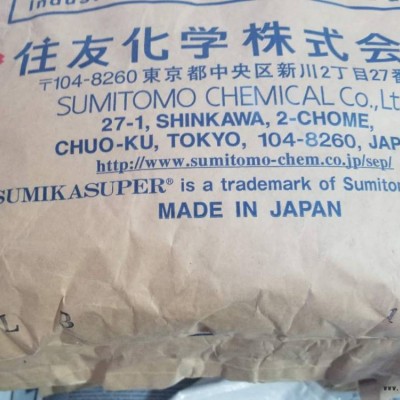 住友化学株式会
〒104-8260 東京都中央区新川2丁目27番
SUMITOMO CHEMICAL Co., Lt
27-1, SHINKAWA, 2-CHOME,
CHUO-KU, TOKYO, 104-8260, JAP
http://www.sumitomo-chem.co.jp/sep/
SUMIKASUPER® is a trademark of Sumitom
MADE IN JAPAN